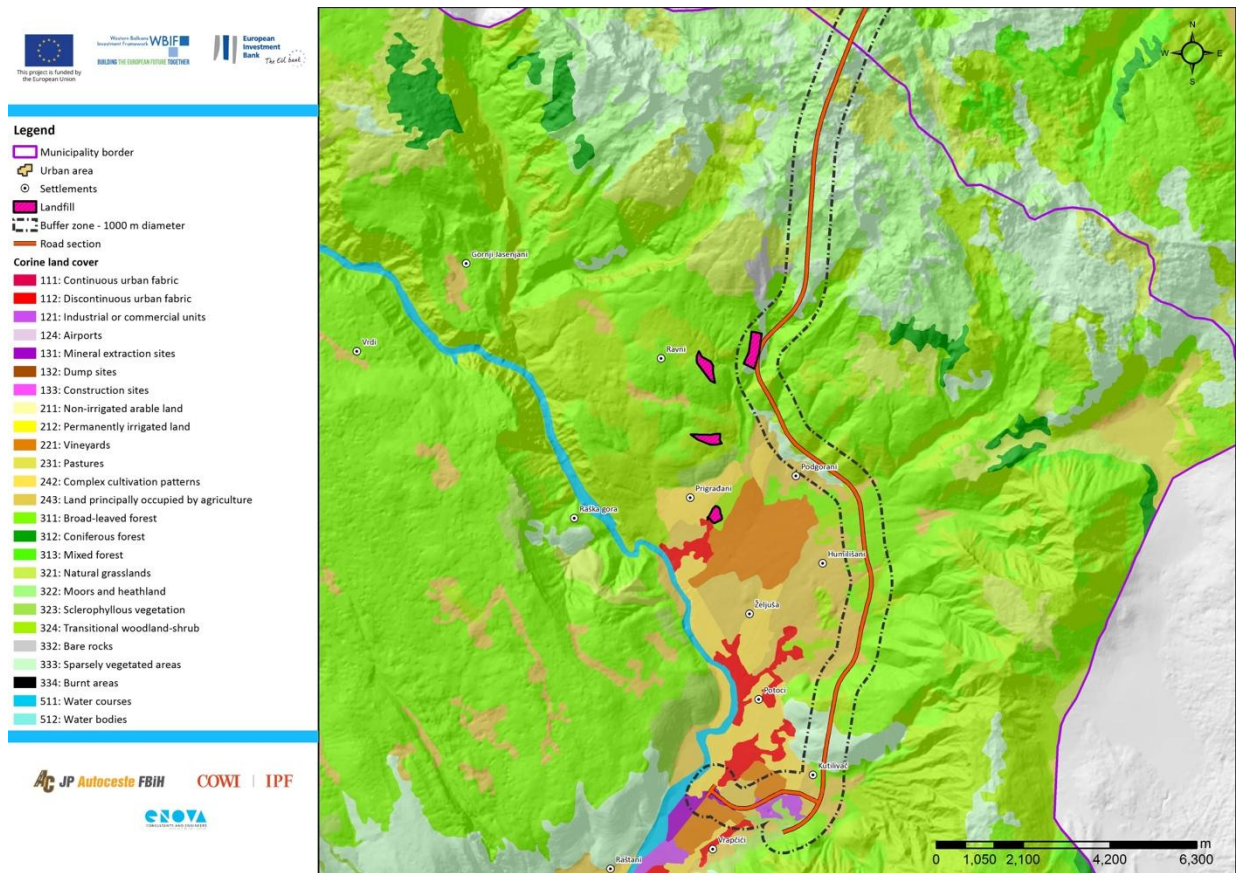 This project is funded by
the European Union
Western Balkans
Investment Framework WBIF
BUILDING THE EUROPEAN FUTURE TOGETHER
European
Investment
Bank
The EU bank
Legend
Municipality border
Urban area
Settlements
Landfill
Buffer zone - 1000 m diameter
Road section
Corine land cover
111: Continuous urban fabric
112: Discontinuous urban fabric
121: Industrial or commercial units
124: Airports
131: Mineral extraction sites
132: Dump sites
133: Construction sites
211: Non-irrigated arable land
212: Permanently irrigated land
221: Vineyards
231: Pastures
242: Complex cultivation patterns
243: Land principally occupied by agriculture
311: Broad-leaved forest
312: Coniferous forest
313: Mixed forest
321: Natural grasslands
322: Moors and heathland
323: Sclerophyllous vegetation
324: Transitional woodland-shrub
332: Bare rocks
333: Sparsely vegetated areas
334: Burnt areas
511: Water courses
512: Water bodies
AC JP Autoceste FBiH
COWI | IPF
ENOVA
CONSULTANTS AND ENGINEERS
N
W E
S
Gornji Jasenjani
Vrdi
Ravni
Podgorani
Prigrađani
Raška gora
Humilišani
Željuša
Potoci
Kutilivač
Vrapčići
Raštani
m
0 1,050 2,100 4,200 6,300